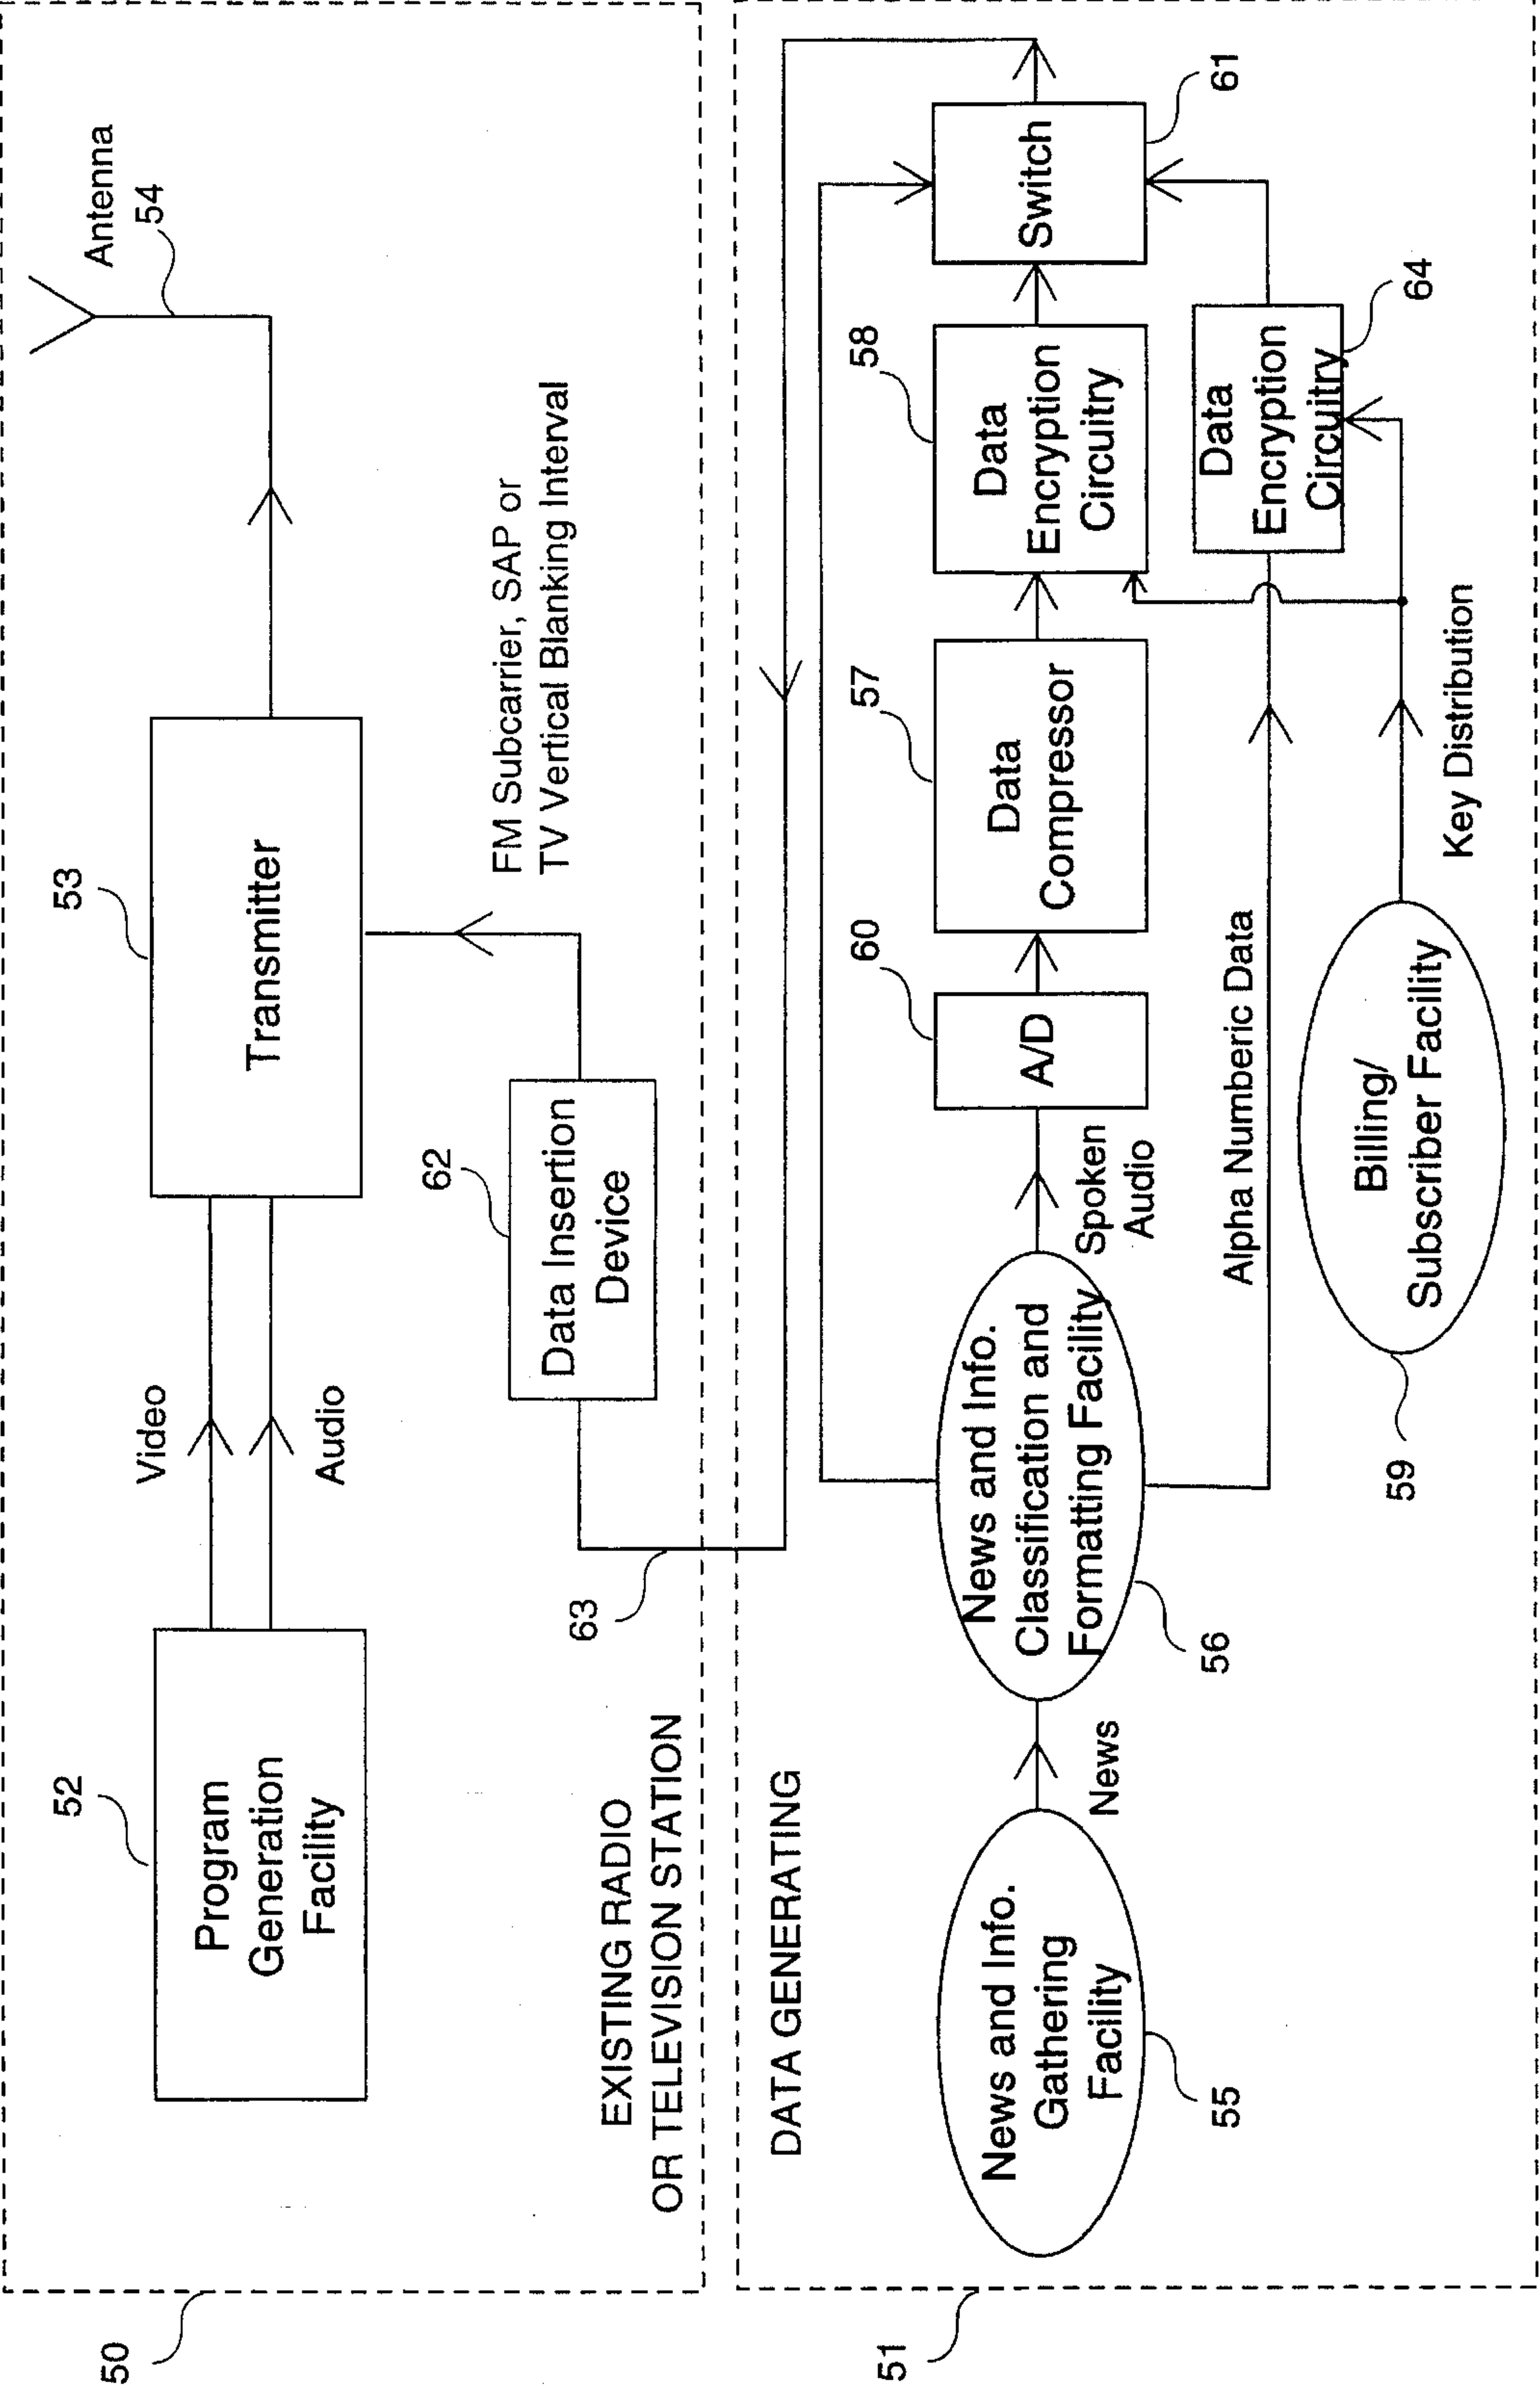 50
52
Program
Generation
Facility
Video
Audio
53
Transmitter
Antenna
54
FM Subcarrier, SAP or
TV Vertical Blanking Interval
62
Data Insertion
Device
63
EXISTING RADIO
OR TELEVISION STATION
51
DATA GENERATING
55
News and Info.
Gathering
Facility
News
56
News and Info.
Classification and
Formatting Facility
Spoken
Audio
60
A/D
57
Data
Compressor
58
Data
Encryption
Circuitry
Switch
61
Alpha Numberic Data
Data
Encryption
Circuitry
64
59
Billing/
Subscriber Facility
Key Distribution